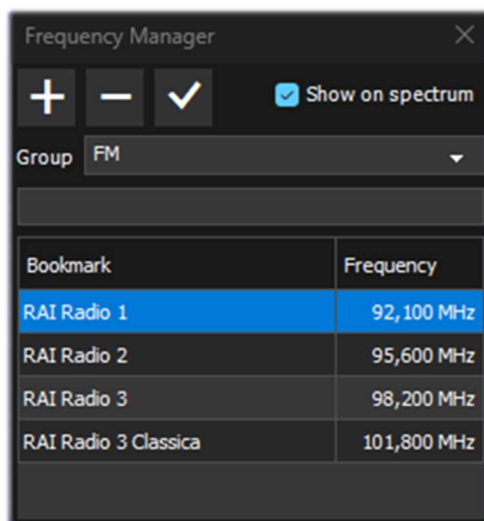 Frequency Manager
Show on spectrum
Group FM
Bookmark Frequency
RAI Radio 1 92,100 MHz
RAI Radio 2 95,600 MHz
RAI Radio 3 98,200 MHz
RAI Radio 3 Classica 101,800 MHz